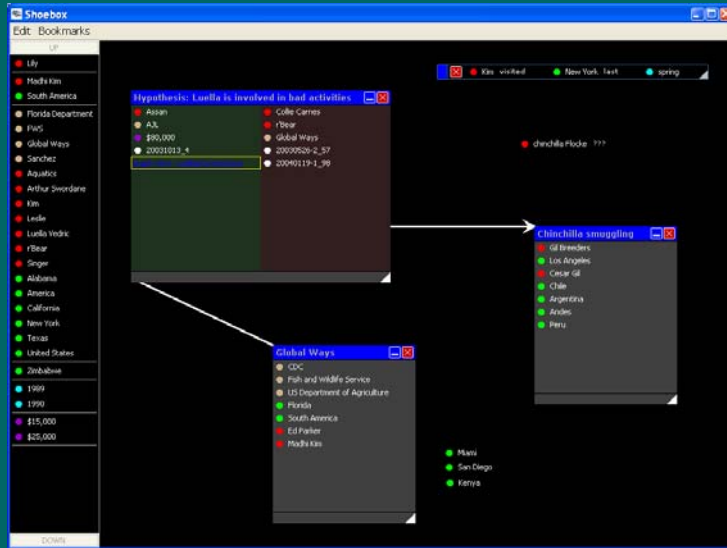 Shoebox
Edit Bookmarks
UP
Lily
Madhi Kim
South America
Florida Department
FWS
Global Ways
Sanchez
Aquatics
Arthur Swordane
Kim
Leslie
Luella Vedric
r'Bear
Singer
Alabama
America
California
New York
Texas
United States
Zimbabwe
1989
1990
$15,000
$25,000
DOWN
Hypothesis: Luella is involved in bad activities
Assan
AJL
$80,000
20031013_4
Collie Carnes
r'Bear
Global Ways
20030526-2_57
20040119-1_98
Kim visited New York last spring
chinchilla Flocke ???
Chinchilla smuggling
Gil Breeders
Los Angeles
Cesar Gil
Chile
Argentina
Andes
Peru
Global Ways
CDC
Fish and Wildlife Service
US Department of Agriculture
Florida
South America
Ed Parker
Madhi Kim
Miami
San Diego
Kenya